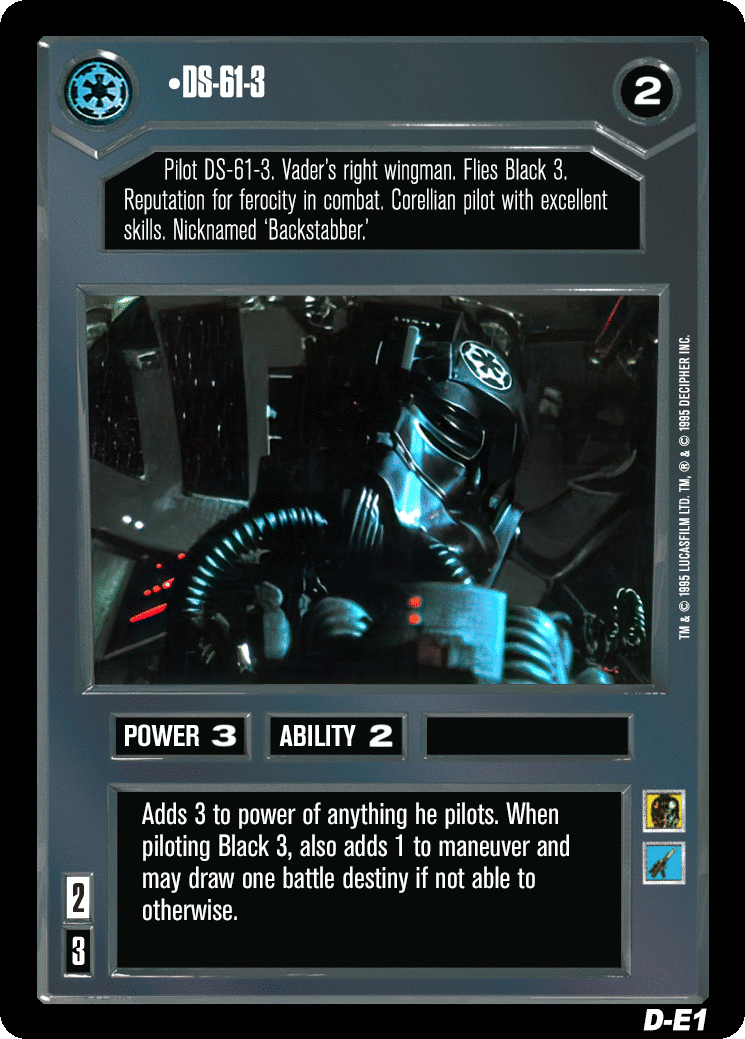 •DS-61-3
2
Pilot DS-61-3. Vader's right wingman. Flies Black 3.
Reputation for ferocity in combat. Corellian pilot with excellent
skills. Nicknamed ‘Backstabber.’
TM & © 1995 LUCASFILM LTD. TM, ® & © 1995 DECIPHER INC.
POWER 3
ABILITY 2
Adds 3 to power of anything he pilots. When
piloting Black 3, also adds 1 to maneuver and
may draw one battle destiny if not able to
otherwise.
2
3
D-E1